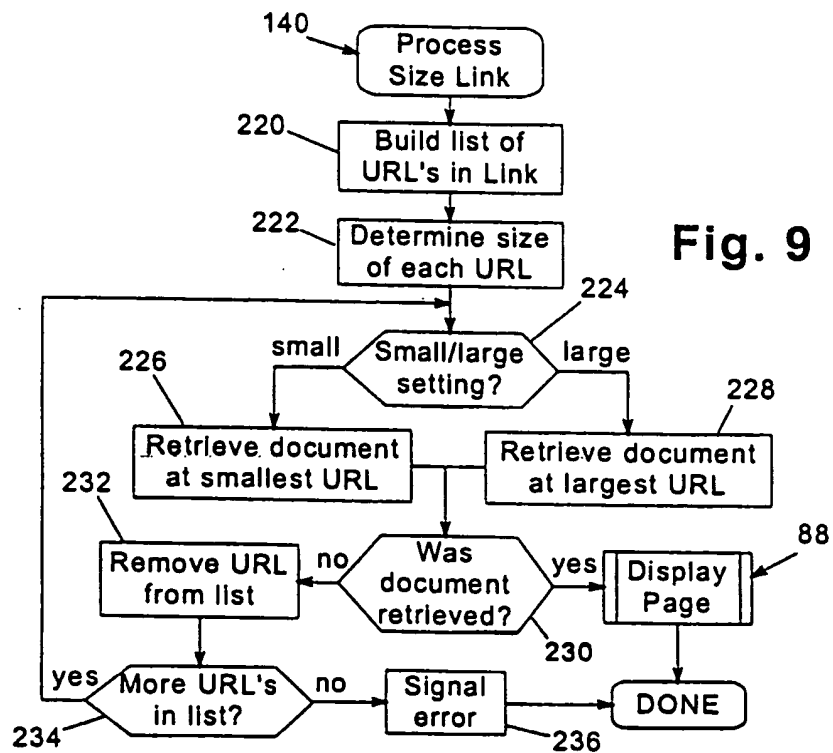 140
Process
Size Link
220
Build list of
URL's in Link
222
Determine size
of each URL
Fig. 9
224
small
Small/large
setting?
large
226
228
Retrieve document
at smallest URL
Retrieve document
at largest URL
232
Remove URL
from list
no
Was
document
retrieved?
yes
88
Display
Page
230
yes
More URL's
in list?
no
Signal
error
DONE
234
236